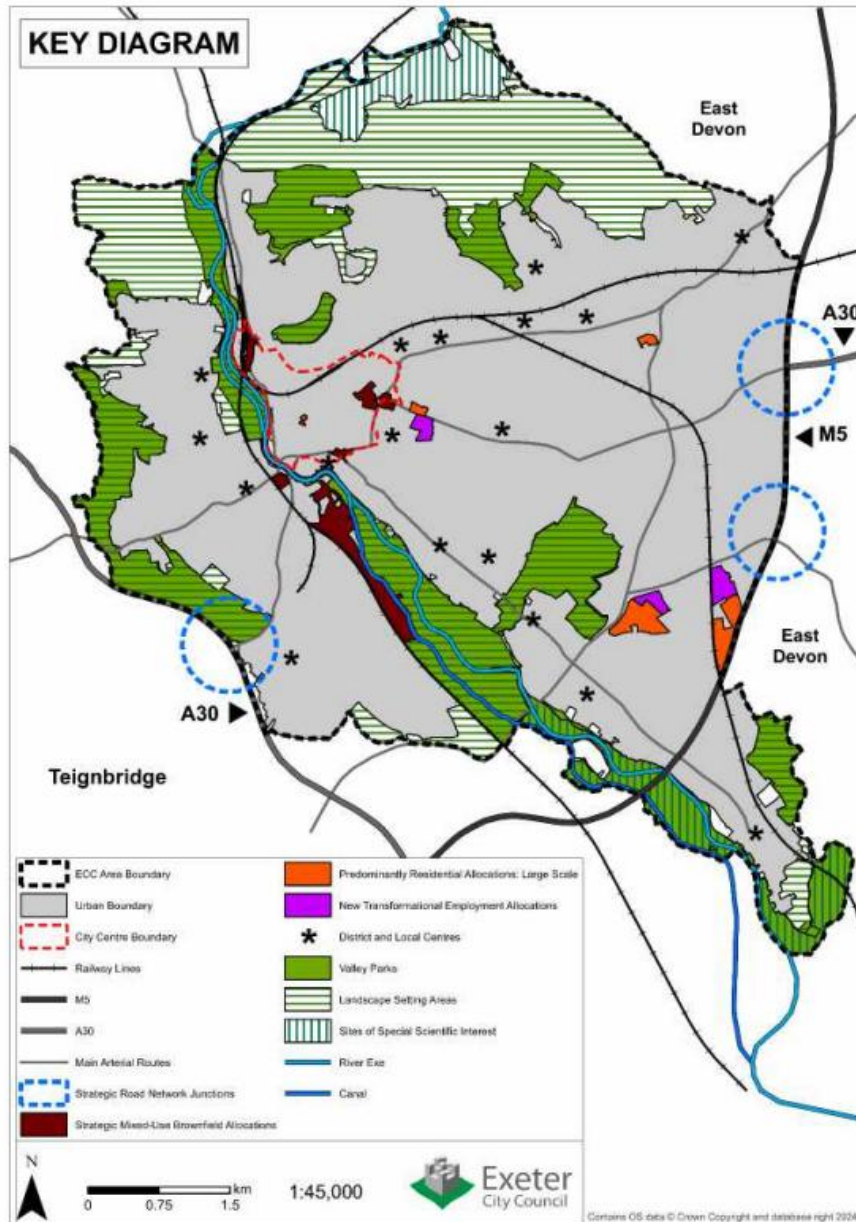 KEY DIAGRAM
East
Devon
A30
M5
East
Devon
A30
Teignbridge
ECC Area Boundary
Urban Boundary
City Centre Boundary
Railway Lines
M5
A30
Main Arterial Routes
Strategic Road Network Junctions
Strategic Mixed-Use Brownfield Allocations
Predominantly Residential Allocations: Large Scale
New Transformational Employment Allocations
District and Local Centres
Valley Parks
Landscape Setting Areas
Sites of Special Scientific Interest
River Exe
Canal
N
km
0 0.75 1.5
1:45,000
Exeter
City Council
Contains OS data © Crown Copyright and database right 2024